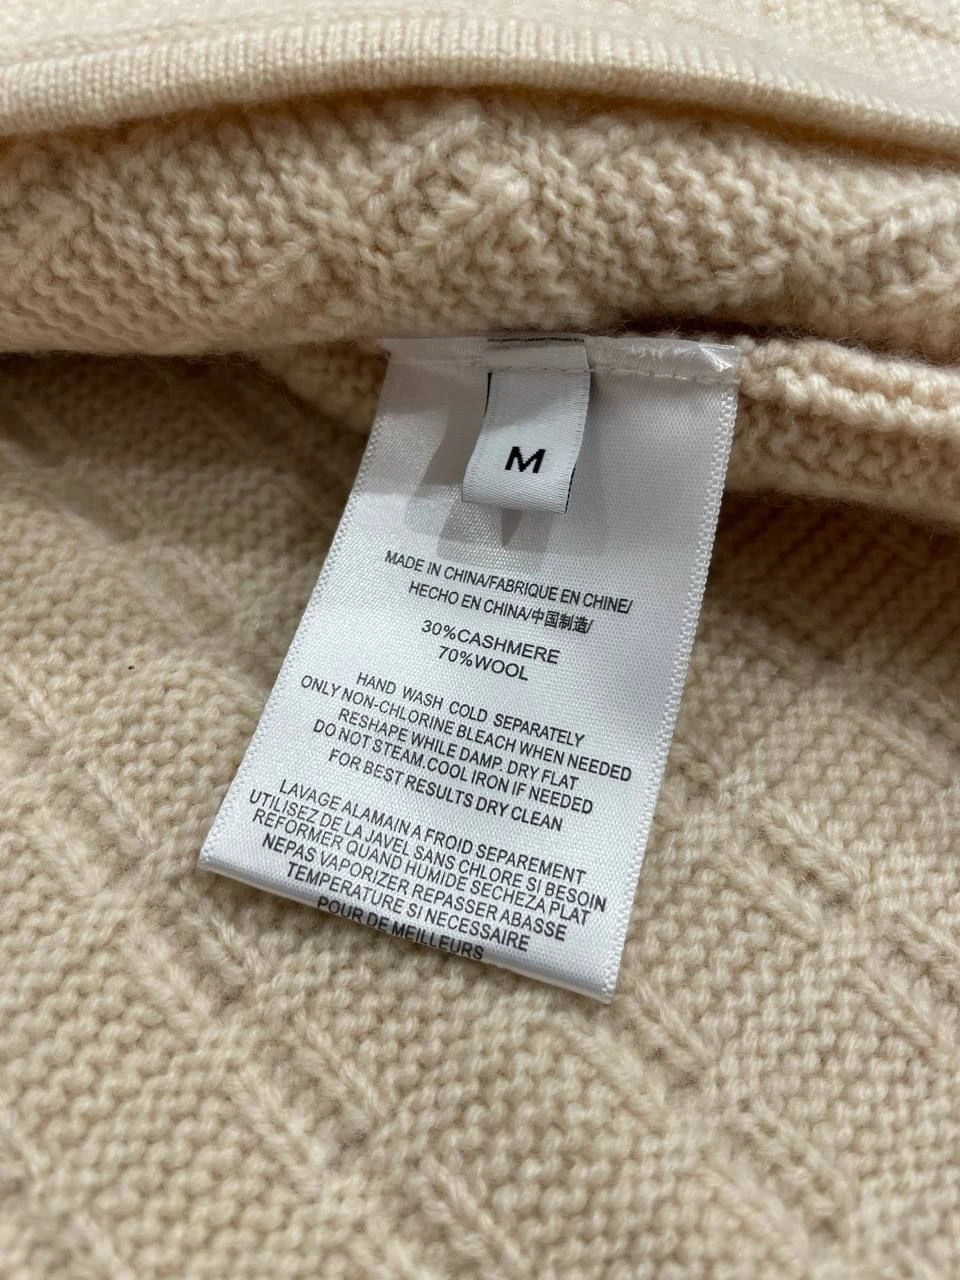 M
MADE IN CHINA/FABRIQUE EN CHINE/
HECHO EN CHINA/中国制造/
30%CASHMERE
70%WOOL
HAND WASH COLD SEPARATELY
ONLY NON-CHLORINE BLEACH WHEN NEEDED
RESHAPE WHILE DAMP. DRY FLAT
DO NOT STEAM.COOL IRON IF NEEDED
FOR BEST RESULTS DRY CLEAN
LAVAGE ALAMAIN A FROID SEPAREMENT
UTILISEZ DE LA JAVEL SANS CHLORE SI BESOIN
REFORMER QUAND HUMIDE SECHEZA PLAT
NEPAS VAPORIZER REPASSER ABASSE
TEMPERATURE SI NECESSAIRE
POUR DE MEILLEURS